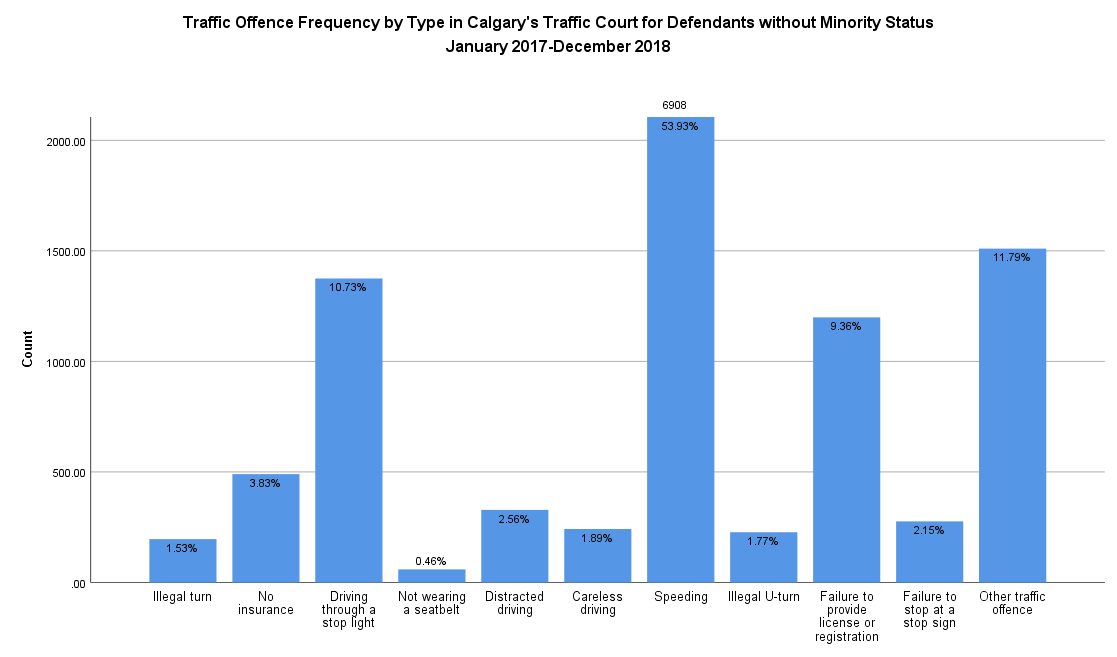 Traffic Offence Frequency by Type in Calgary's Traffic Court for Defendants without Minority Status
January 2017-December 2018
6908
53.93%
2000.00
1500.00
11.79%
10.73%
9.36%
1000.00
Count
500.00
3.83%
2.56%
2.15%
1.89%
1.77%
1.53%
0.46%
.00
Illegal turn
No
insurance
Driving
through a
stop light
Not wearing
a seatbelt
Distracted
driving
Careless
driving
Speeding
Illegal U-turn
Failure to
provide
license or
registration
Failure to
stop at a
stop sign
Other traffic
offence